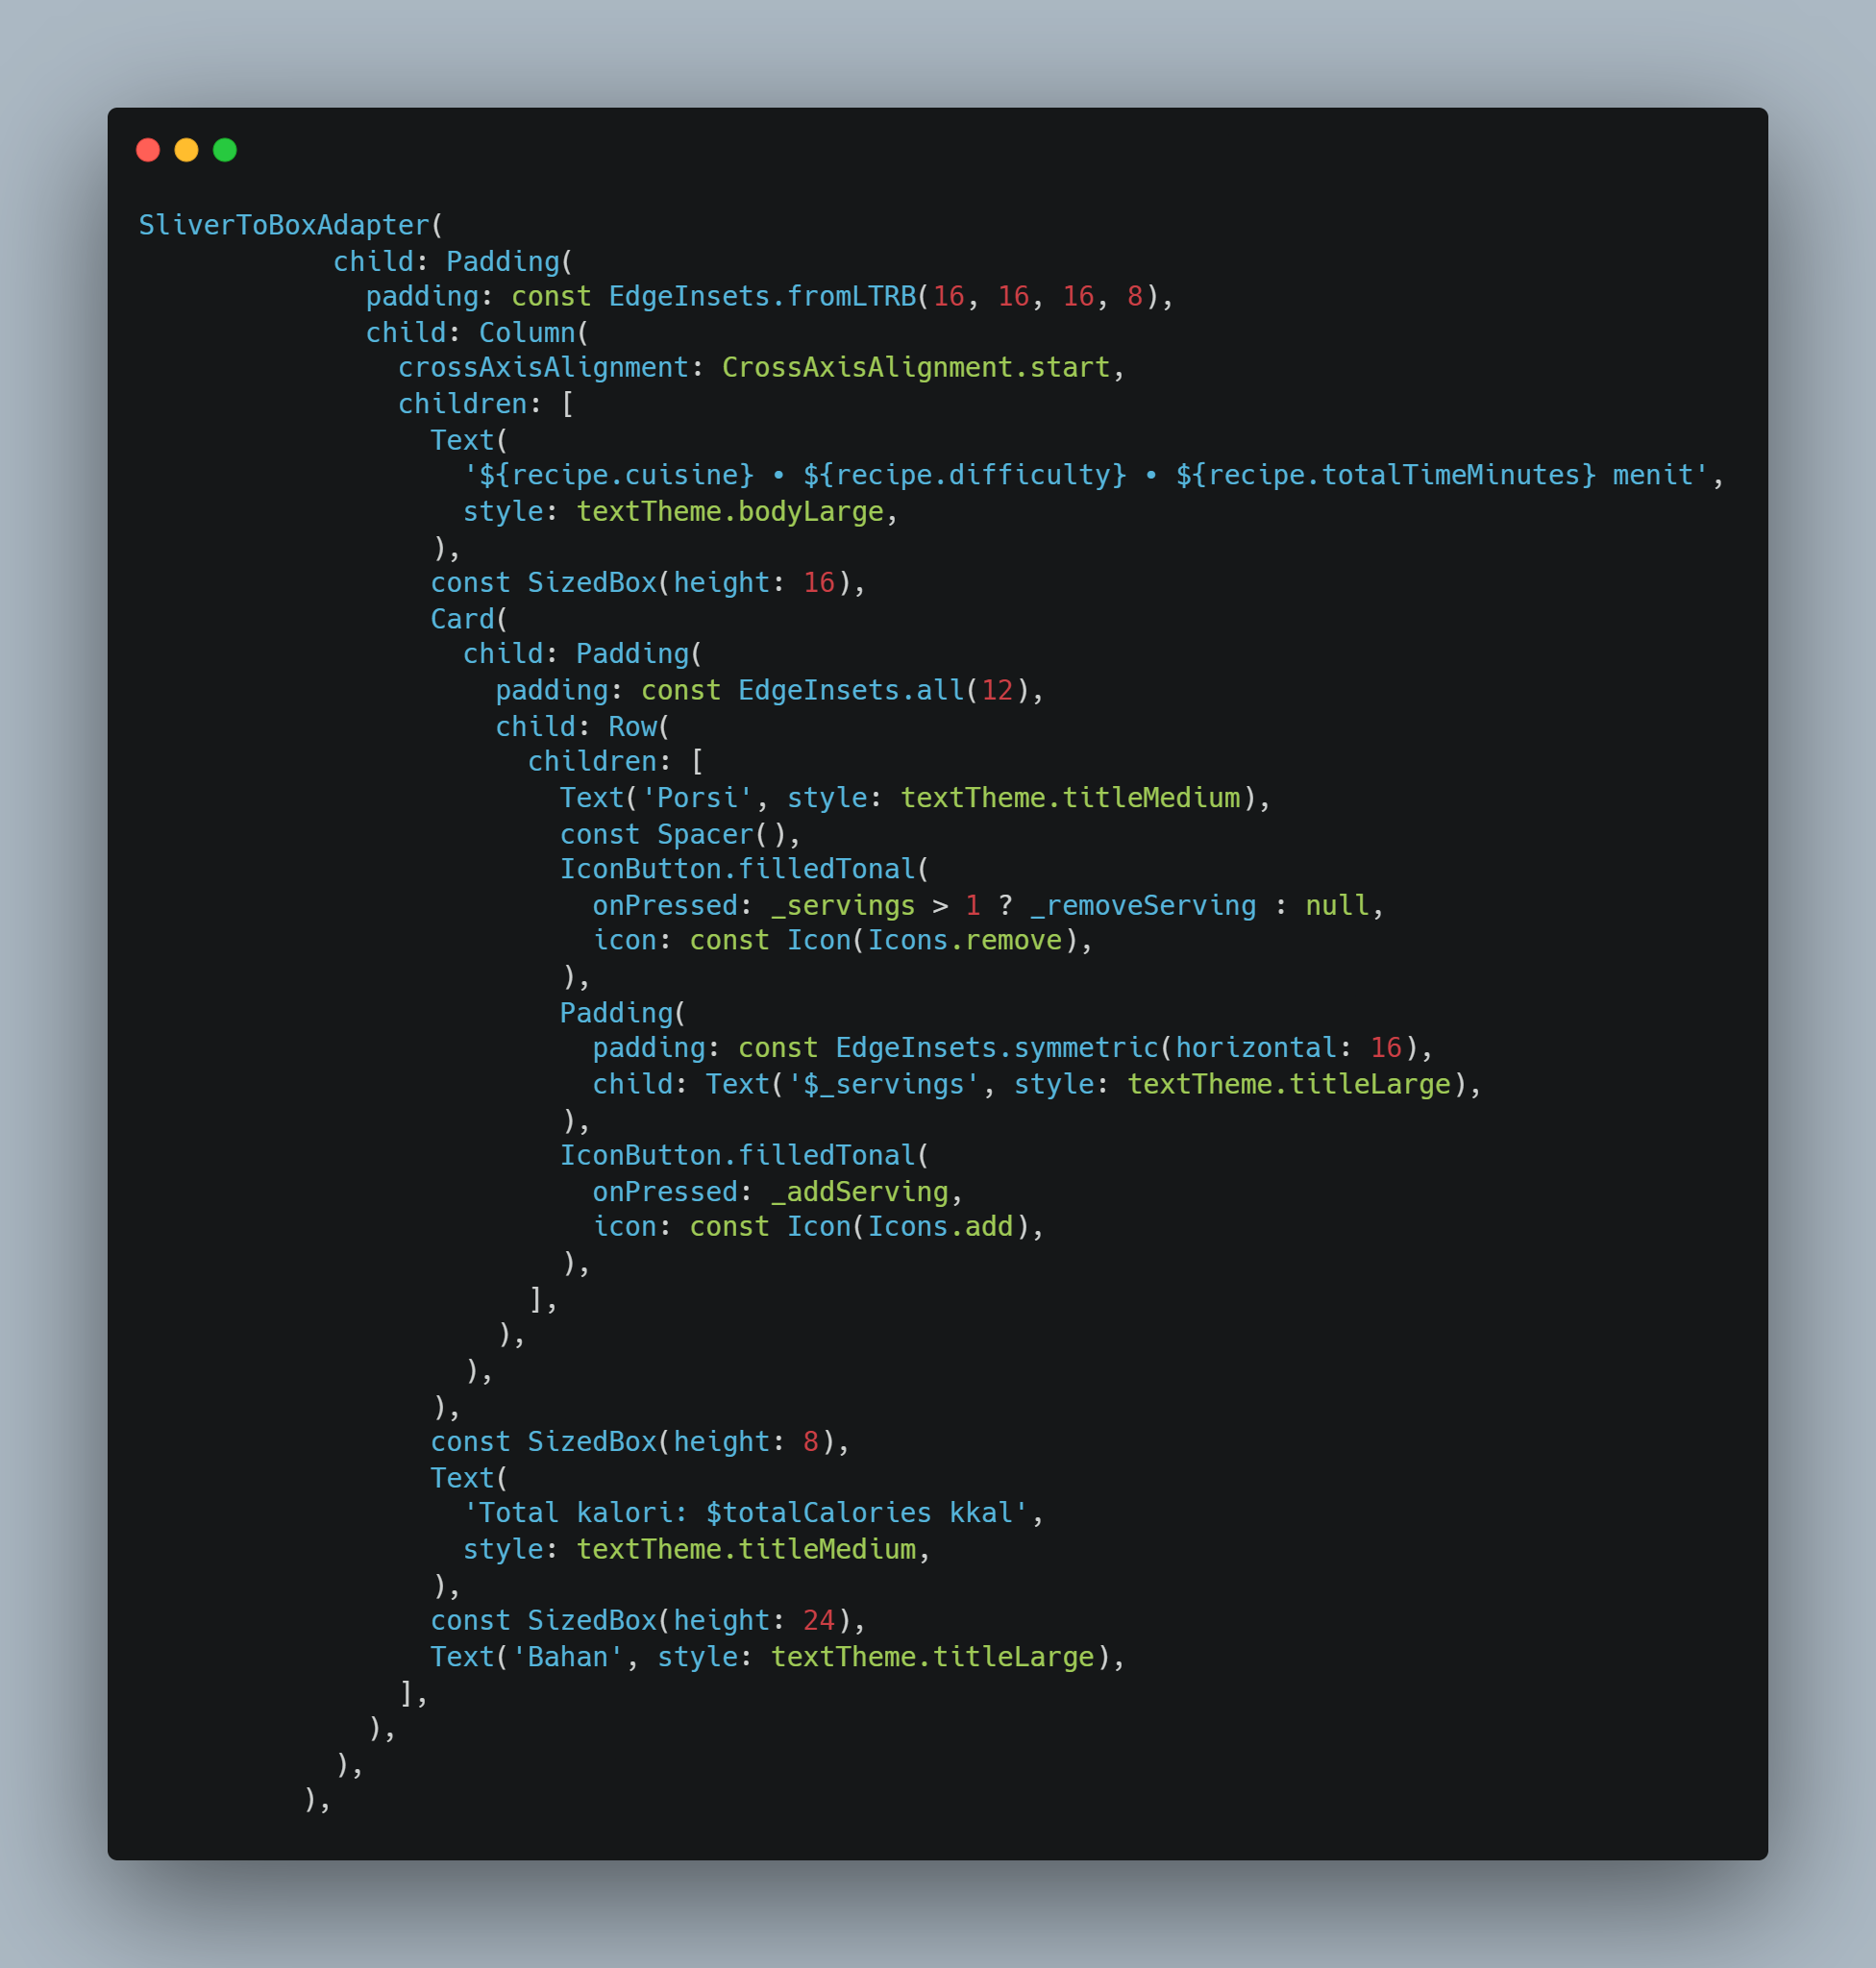 SliverToBoxAdapter(
            child: Padding(
              padding: const EdgeInsets.fromLTRB(16, 16, 16, 8),
              child: Column(
                crossAxisAlignment: CrossAxisAlignment.start,
                children: [
                  Text(
                    '${recipe.cuisine} • ${recipe.difficulty} • ${recipe.totalTimeMinutes} menit',
                    style: textTheme.bodyLarge,
                  ),
                  const SizedBox(height: 16),
                  Card(
                    child: Padding(
                      padding: const EdgeInsets.all(12),
                      child: Row(
                        children: [
                          Text('Porsi', style: textTheme.titleMedium),
                          const Spacer(),
                          IconButton.filledTonal(
                            onPressed: _servings > 1 ? _removeServing : null,
                            icon: const Icon(Icons.remove),
                          ),
                          Padding(
                            padding: const EdgeInsets.symmetric(horizontal: 16),
                            child: Text('$_servings', style: textTheme.titleLarge),
                          ),
                          IconButton.filledTonal(
                            onPressed: _addServing,
                            icon: const Icon(Icons.add),
                          ),
                        ],
                      ),
                    ),
                  ),
                  const SizedBox(height: 8),
                  Text(
                    'Total kalori: $totalCalories kkal',
                    style: textTheme.titleMedium,
                  ),
                  const SizedBox(height: 24),
                  Text('Bahan', style: textTheme.titleLarge),
                ],
              ),
            ),
          ),